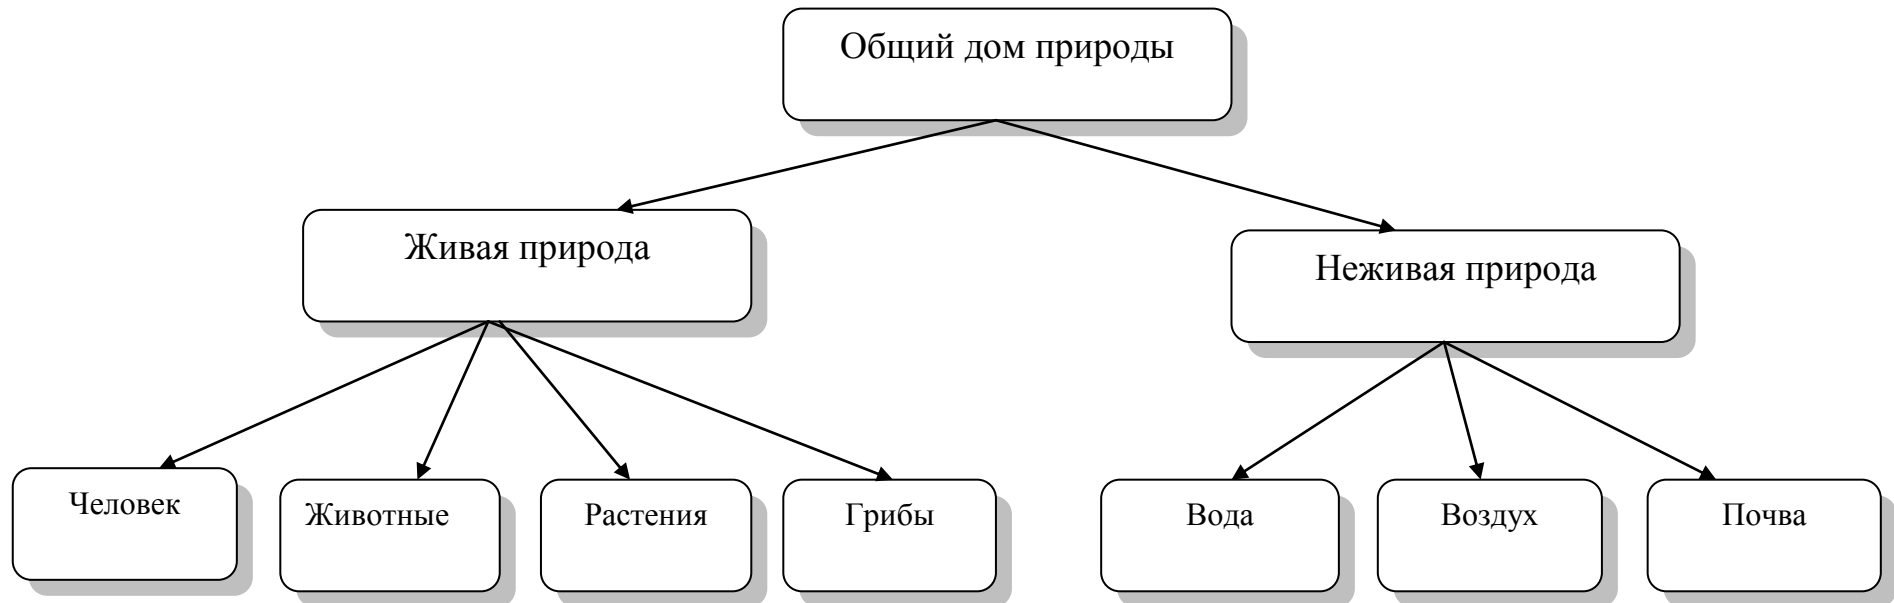 Общий дом природы
Живая природа
Неживая природа
Человек
Животные
Растения
Грибы
Вода
Воздух
Почва